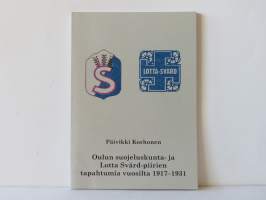 S
LOTTA-SVÄRD
Päivikki Korhonen
Oulun suojeluskunta- ja
Lotta Svärd-piirien
tapahtumia vuosilta 1917-1931